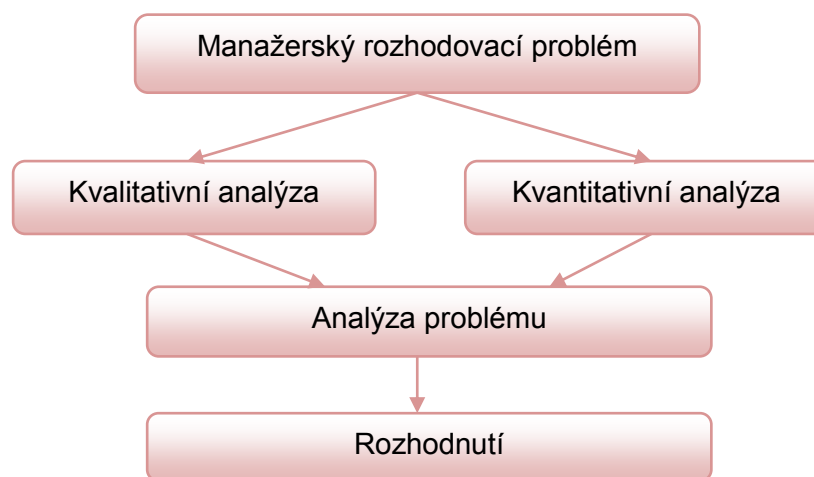 Manažerský rozhodovací problém
Kvalitativní analýza
Kvantitativní analýza
Analýza problému
Rozhodnutí